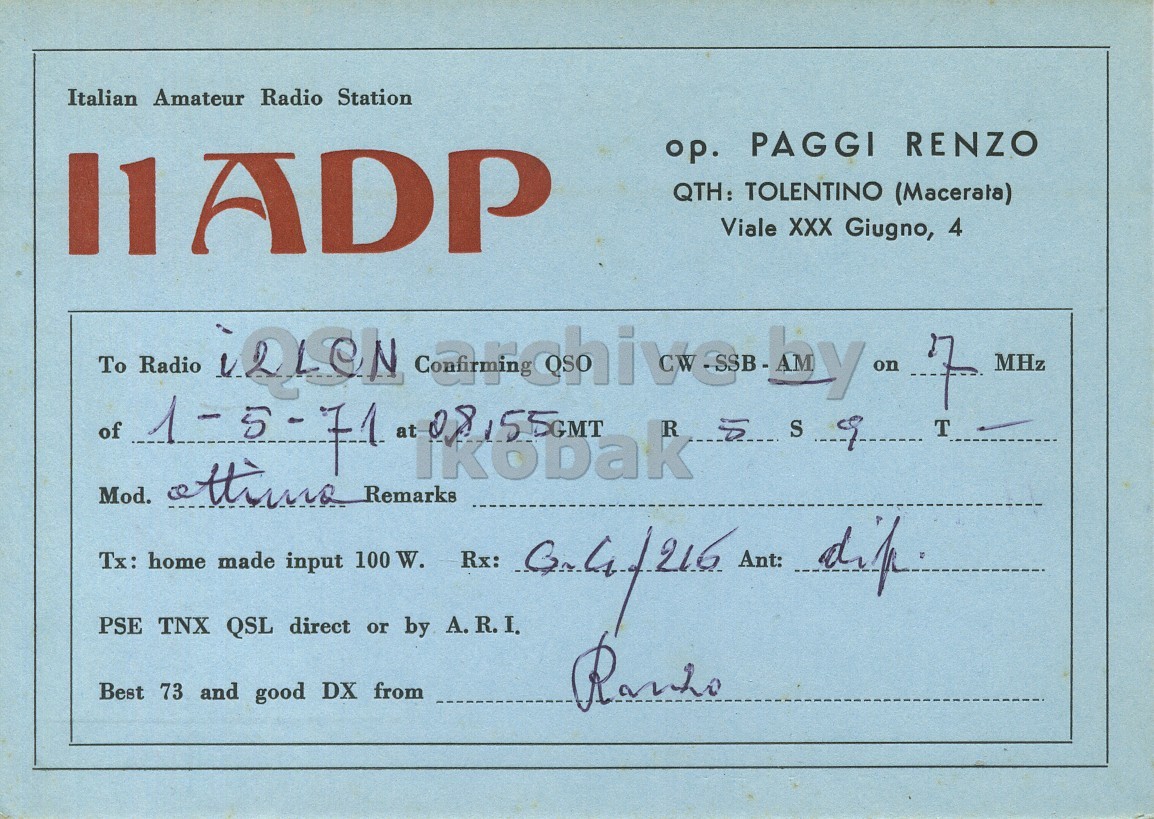 Italian Amateur Radio Station
I1ADP
op. PAGGI RENZO
QTH: TOLENTINO (Macerata)
Viale XXX Giugno, 4
QSL archive by
ik6bak
To Radio i2LCN Confirming QSO CW - SSB - AM on 7 MHz
of 1 - 5 - 71 at 08,55 GMT R 5 S 9 T —
Mod. ottima Remarks
Tx: home made input 100 W. Rx: G.G/216 Ant: dip.
PSE TNX QSL direct or by A. R. I.
Best 73 and good DX from Renzo